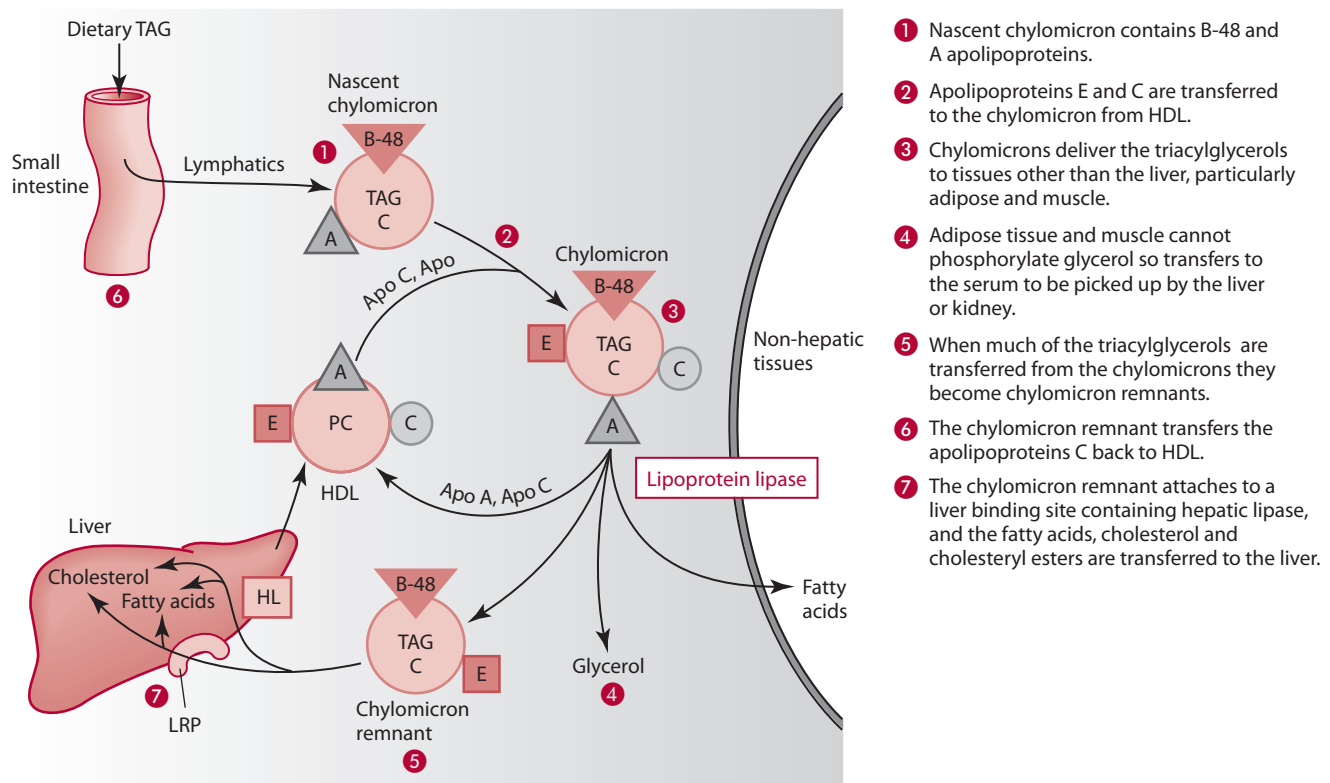 Dietary TAG
Small
intestine
6
Lymphatics
Nascent
chylomicron
1
B-48
TAG
C
A
2
Apo C, Apo
Chylomicron
B-48
3
E
TAG
C
C
A
Non-hepatic
tissues
A
E
PC
C
HDL
Apo A, Apo C
Lipoprotein lipase
Liver
Cholesterol
Fatty acids
HL
7
LRP
B-48
TAG
C
E
Chylomicron
remnant
5
Glycerol
4
Fatty
acids
1 Nascent chylomicron contains B-48 and
A apolipoproteins.
2 Apolipoproteins E and C are transferred
to the chylomicron from HDL.
3 Chylomicrons deliver the triacylglycerols
to tissues other than the liver, particularly
adipose and muscle.
4 Adipose tissue and muscle cannot
phosphorylate glycerol so transfers to
the serum to be picked up by the liver
or kidney.
5 When much of the triacylglycerols are
transferred from the chylomicrons they
become chylomicron remnants.
6 The chylomicron remnant transfers the
apolipoproteins C back to HDL.
7 The chylomicron remnant attaches to a
liver binding site containing hepatic lipase,
and the fatty acids, cholesterol and
cholesteryl esters are transferred to the liver.